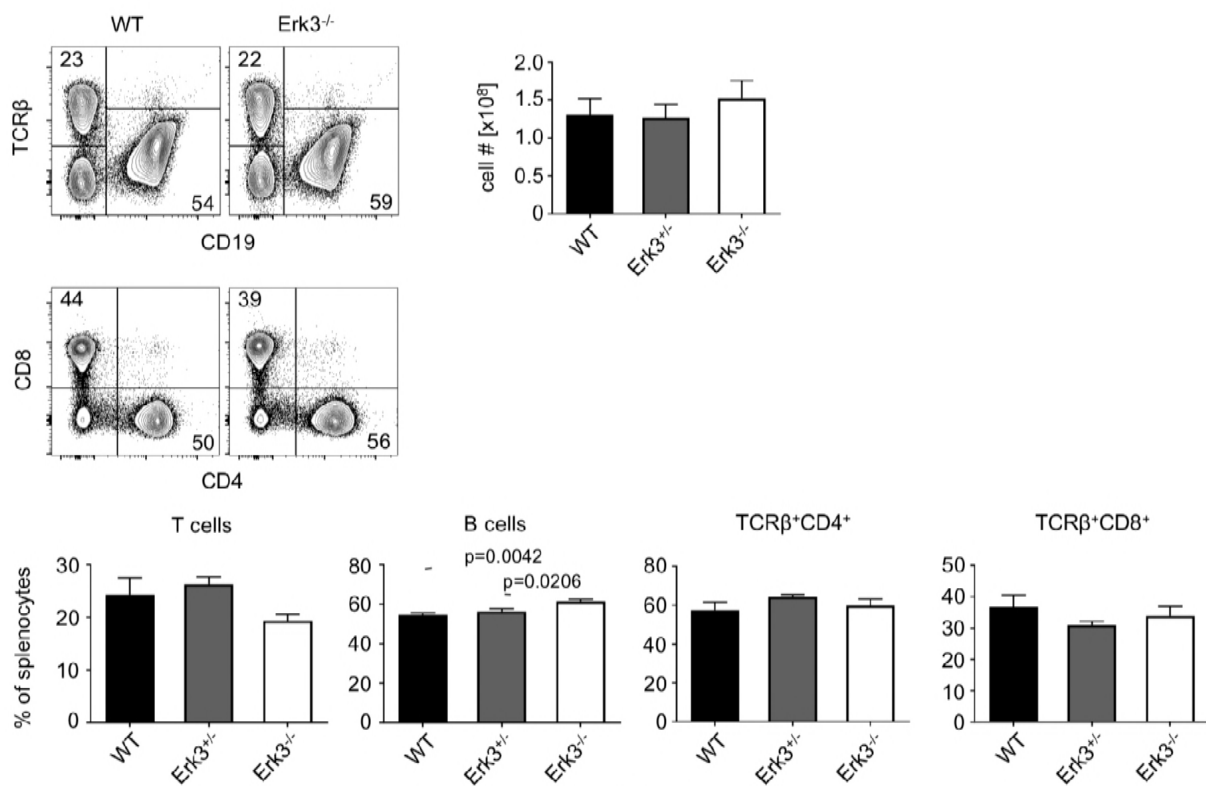 WT Erk3-/-
23 22
TCRβ
54 59
CD19
cell # [x10⁸]
2.0
1.5
1.0
0.5
0
WT Erk3+/- Erk3-/-
44 39
CD8
50 56
CD4
% of splenocytes
T cells
30
20
10
0
WT Erk3+/- Erk3-/-
B cells
p=0.0042
p=0.0206
80
60
40
20
0
WT Erk3+/- Erk3-/-
TCRβ+CD4+
80
60
40
20
0
WT Erk3+/- Erk3-/-
TCRβ+CD8+
50
40
30
20
10
0
WT Erk3+/- Erk3-/-